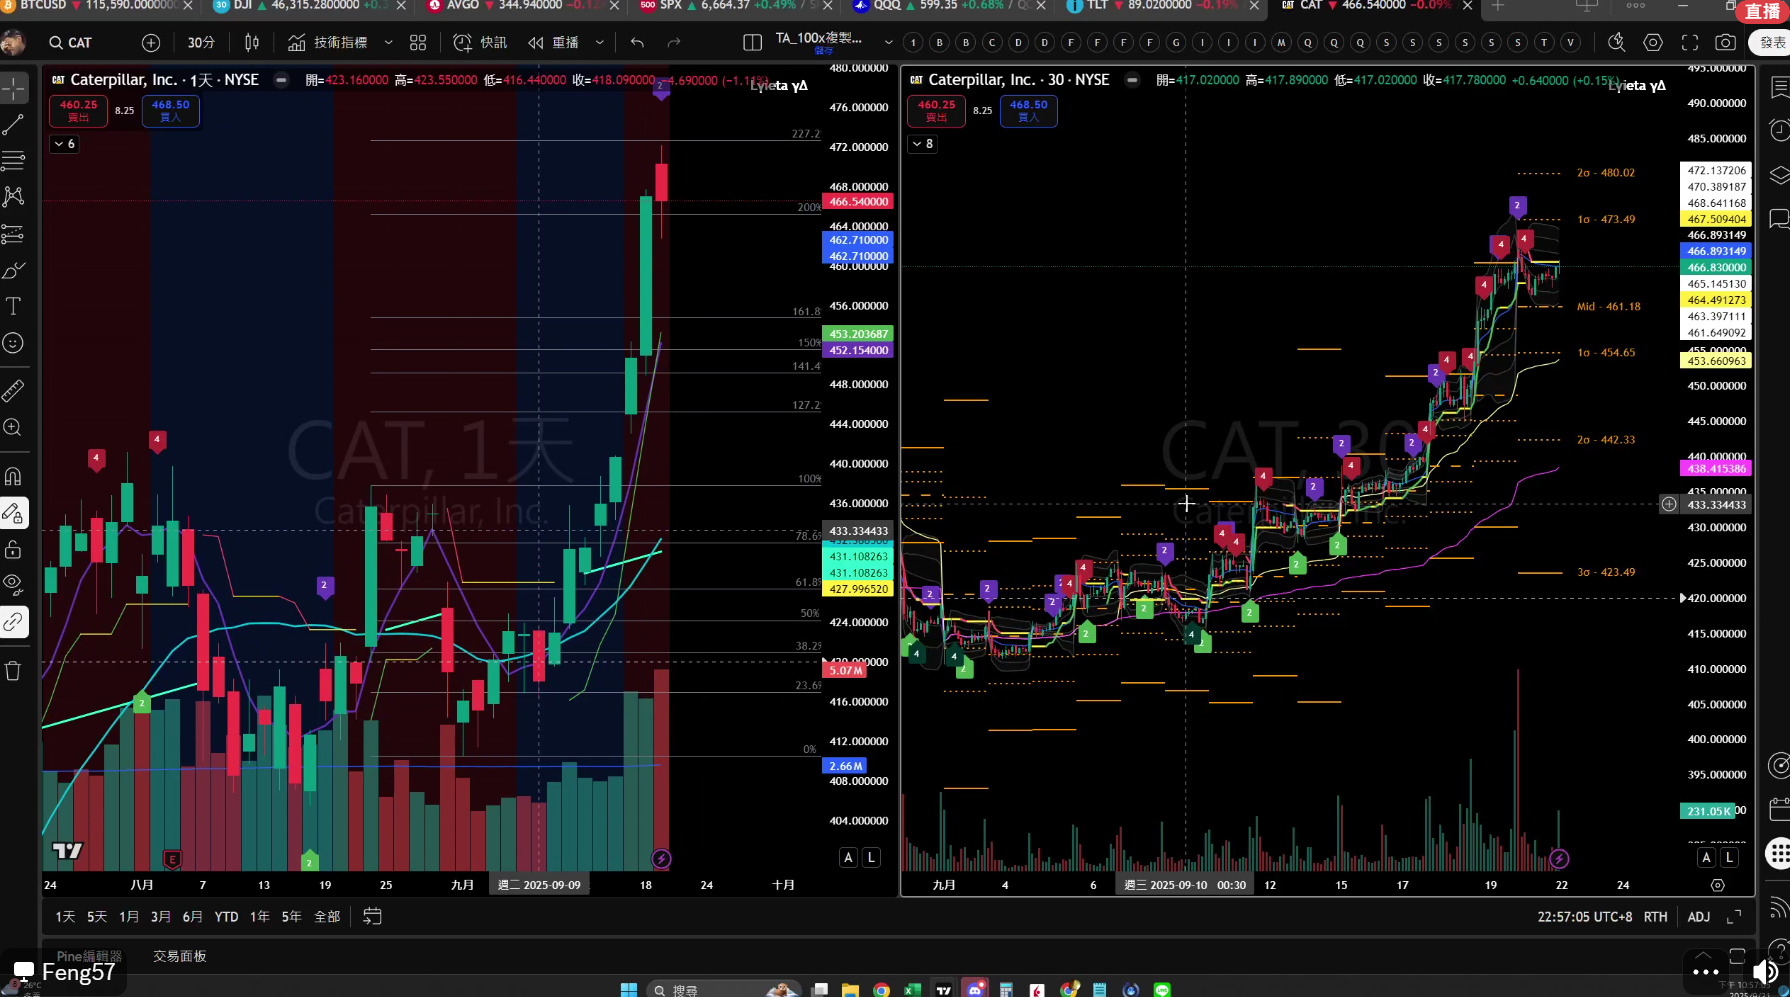 BTCUSD ▼ 115,590.0000000
DJI ▲ 46,315.2800000 +0.3
AVGO ▼ 344.940000 -0.12
SPX ▲ 6,664.37 +0.49%
QQQ ▲ 599.35 +0.68%
TLT ▼ 89.0200000 -0.19%
CAT ▼ 466.540000 -0.09%
直播
CAT
30分
技術指標
快訊
重播
TA_100x複製...
儲存
1 B B C D D F F F F G I I I M Q Q Q S S S S S T V
發表
CAT Caterpillar, Inc. · 1天 · NYSE
開=423.160000 高=423.550000 低=416.440000 收=418.090000 -4.690000 (-1.11%)
460.25
賣出
8.25
468.50
買入
6
CAT, 1天
Caterpillar, Inc.
227.2
200%
161.8
150%
141.4
127.2
100%
78.6%
61.8%
50%
38.2%
23.6%
0%
480.000000
476.000000
472.000000
468.000000
466.540000
464.000000
462.710000
462.710000
460.000000
456.000000
453.203687
452.154000
448.000000
444.000000
440.000000
436.000000
433.334433
431.108263
431.108263
427.996520
424.000000
420.000000
5.07M
416.000000
412.000000
2.66M
408.000000
404.000000
A L
24 八月 7 13 19 25 九月 週二 2025-09-09 18 24 十月
CAT Caterpillar, Inc. · 30 · NYSE
開=417.020000 高=417.890000 低=417.020000 收=417.780000 +0.640000 (+0.15%)
460.25
賣出
8.25
468.50
買入
8
CAT, 30
2σ - 480.02
1σ - 473.49
Mid - 461.18
1σ - 454.65
2σ - 442.33
3σ - 423.49
495.000000
490.000000
485.000000
472.137206
470.389187
468.641168
467.509404
466.893149
466.893149
466.830000
465.145130
464.491273
463.397111
461.649092
455.000000
453.660963
450.000000
445.000000
440.000000
438.415386
435.000000
433.334433
430.000000
425.000000
420.000000
415.000000
410.000000
405.000000
400.000000
395.000000
231.05K
A L
九月 4 6 週三 2025-09-10 00:30 12 15 17 19 22 24
1天 5天 1月 3月 6月 YTD 1年 5年 全部
22:57:05 UTC+8 RTH ADJ
Pine編輯器
交易面板
Feng57
26°C
搜尋